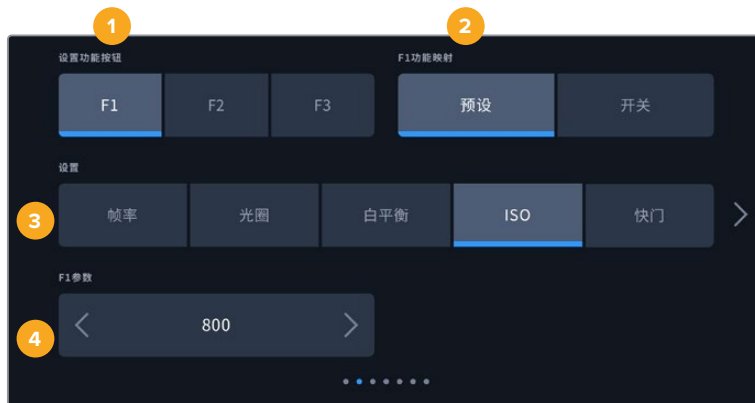 1 2
设置功能按钮 F1功能映射
F1 F2 F3 预设 开关
设置
3 帧率 光圈 白平衡 ISO 快门
F1参数
4 800